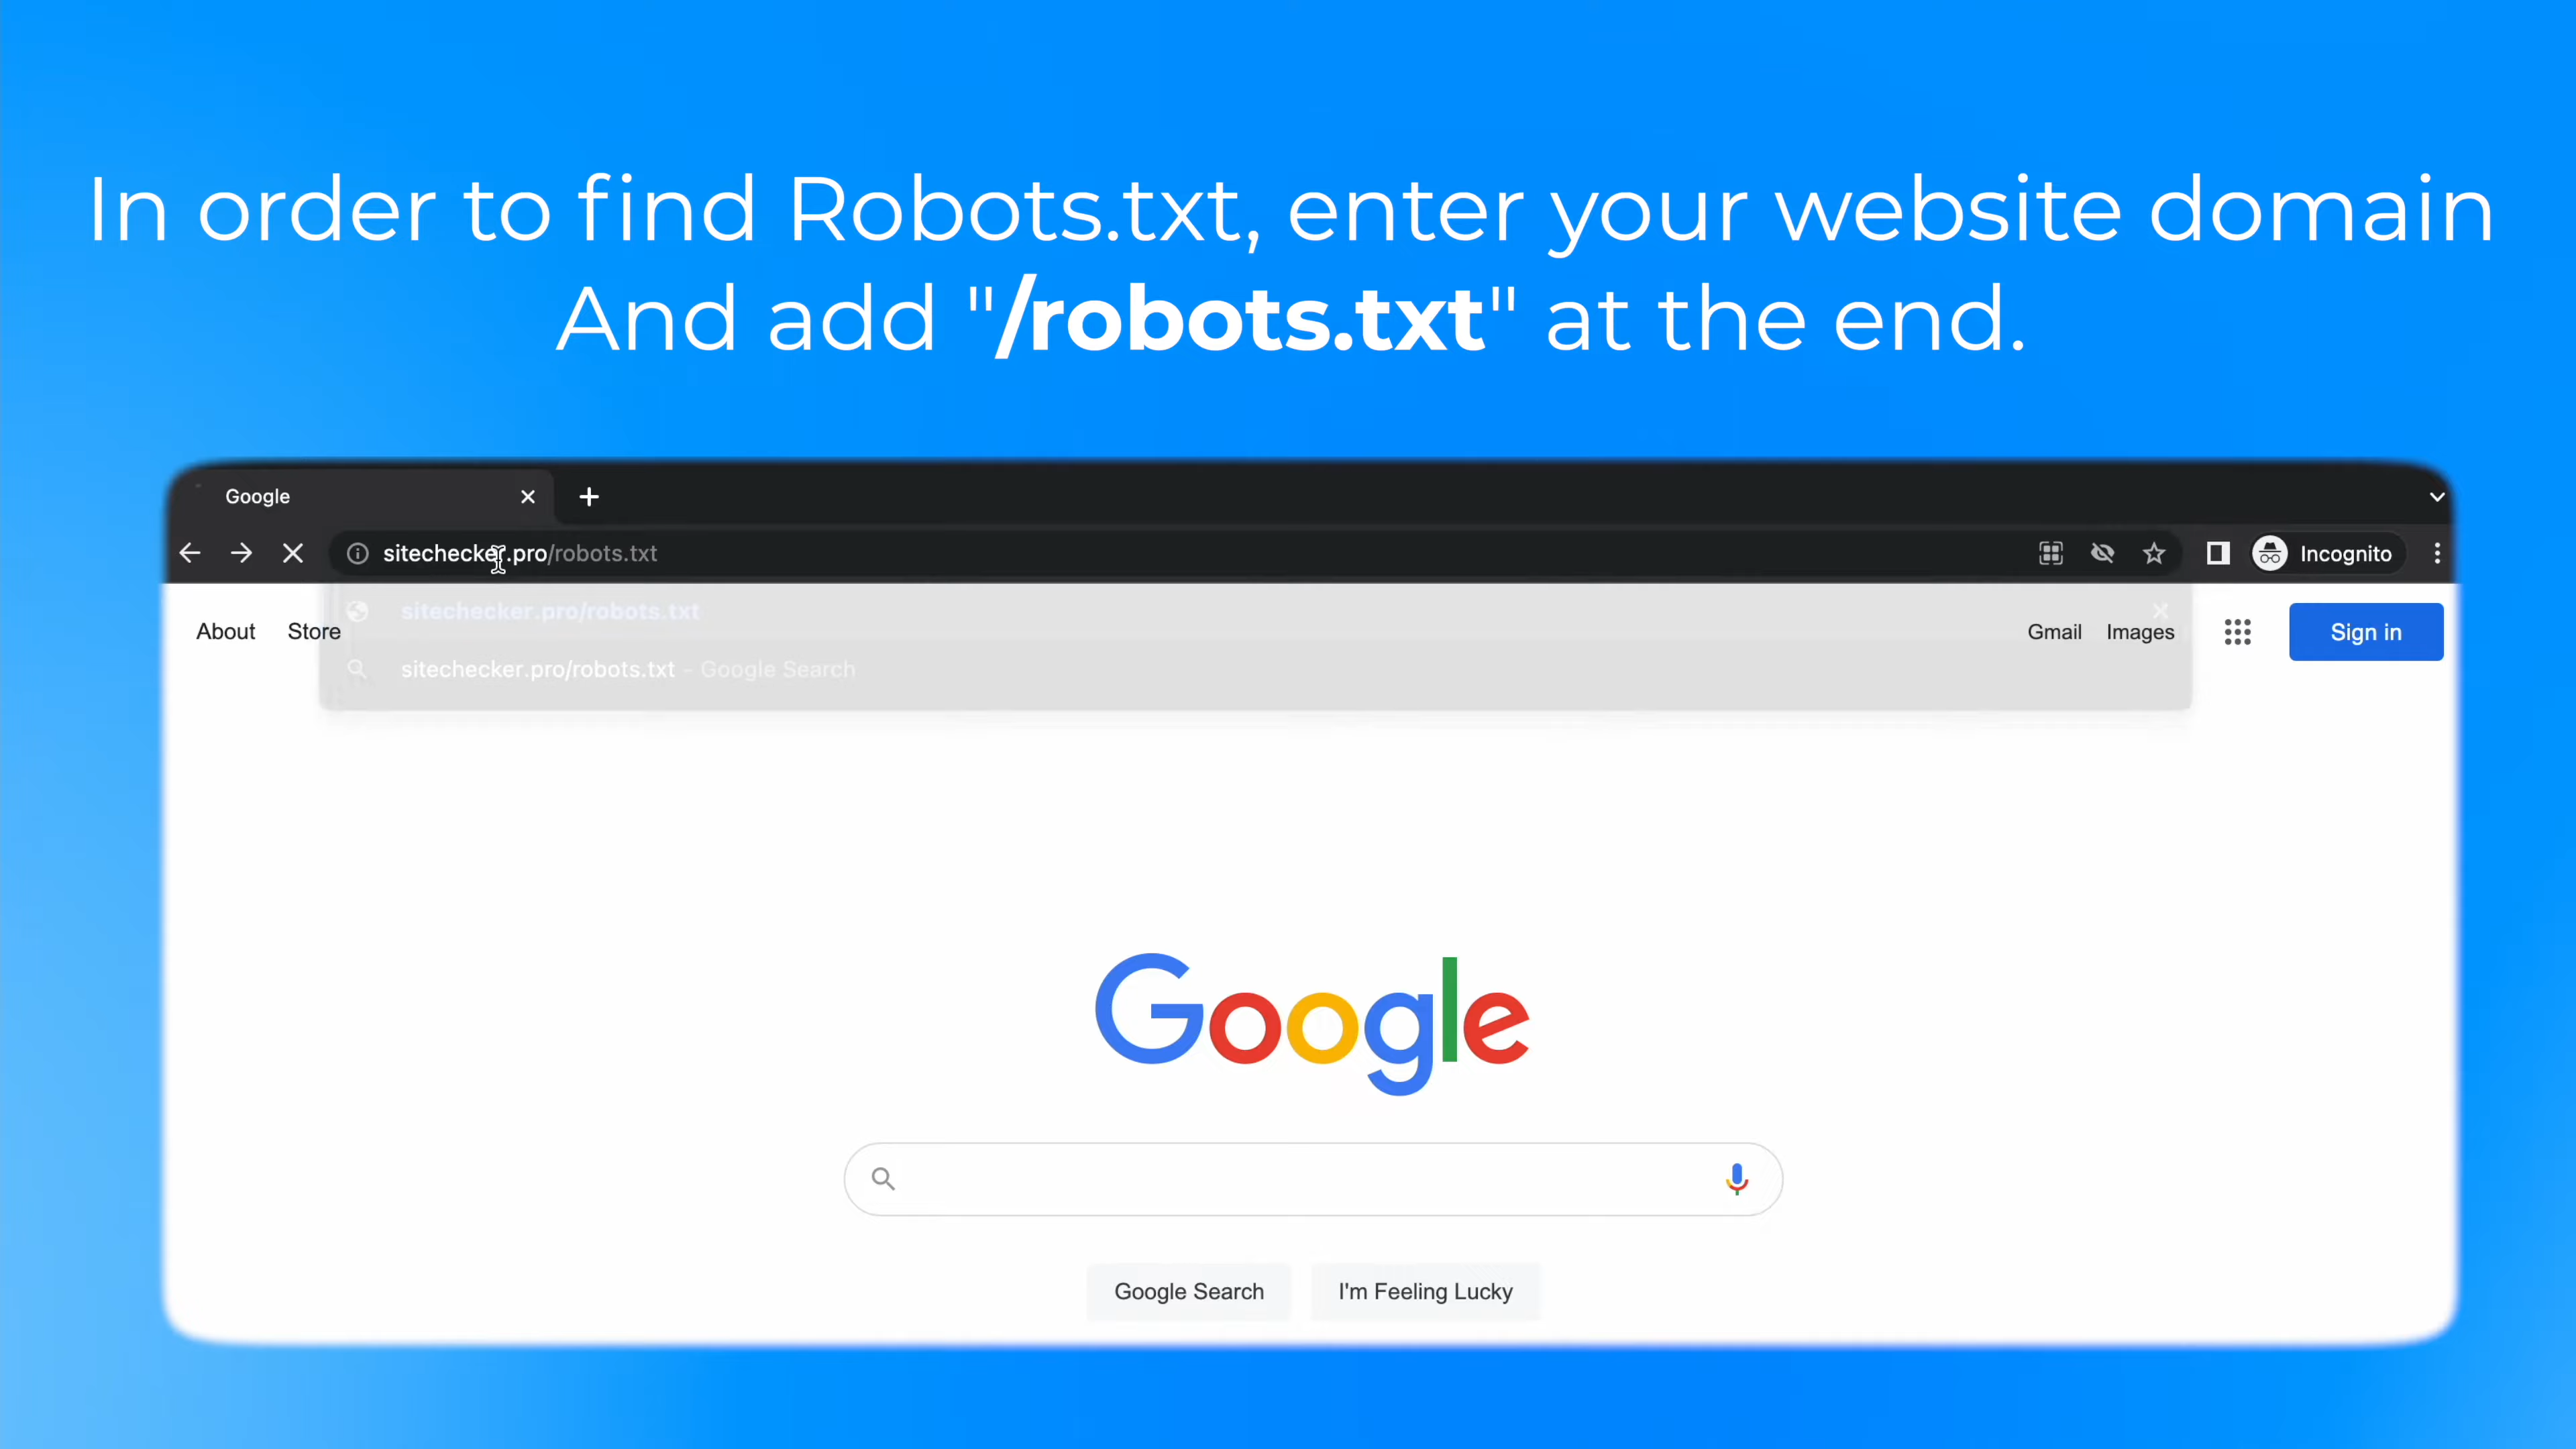 In order to find Robots.txt, enter your website domain
And add "/robots.txt" at the end.
Google
sitechecker.pro/robots.txt
Incognito
sitechecker.pro/robots.txt
About Store
Gmail Images
Sign in
sitechecker.pro/robots.txt – Google Search
Google
Google Search
I'm Feeling Lucky